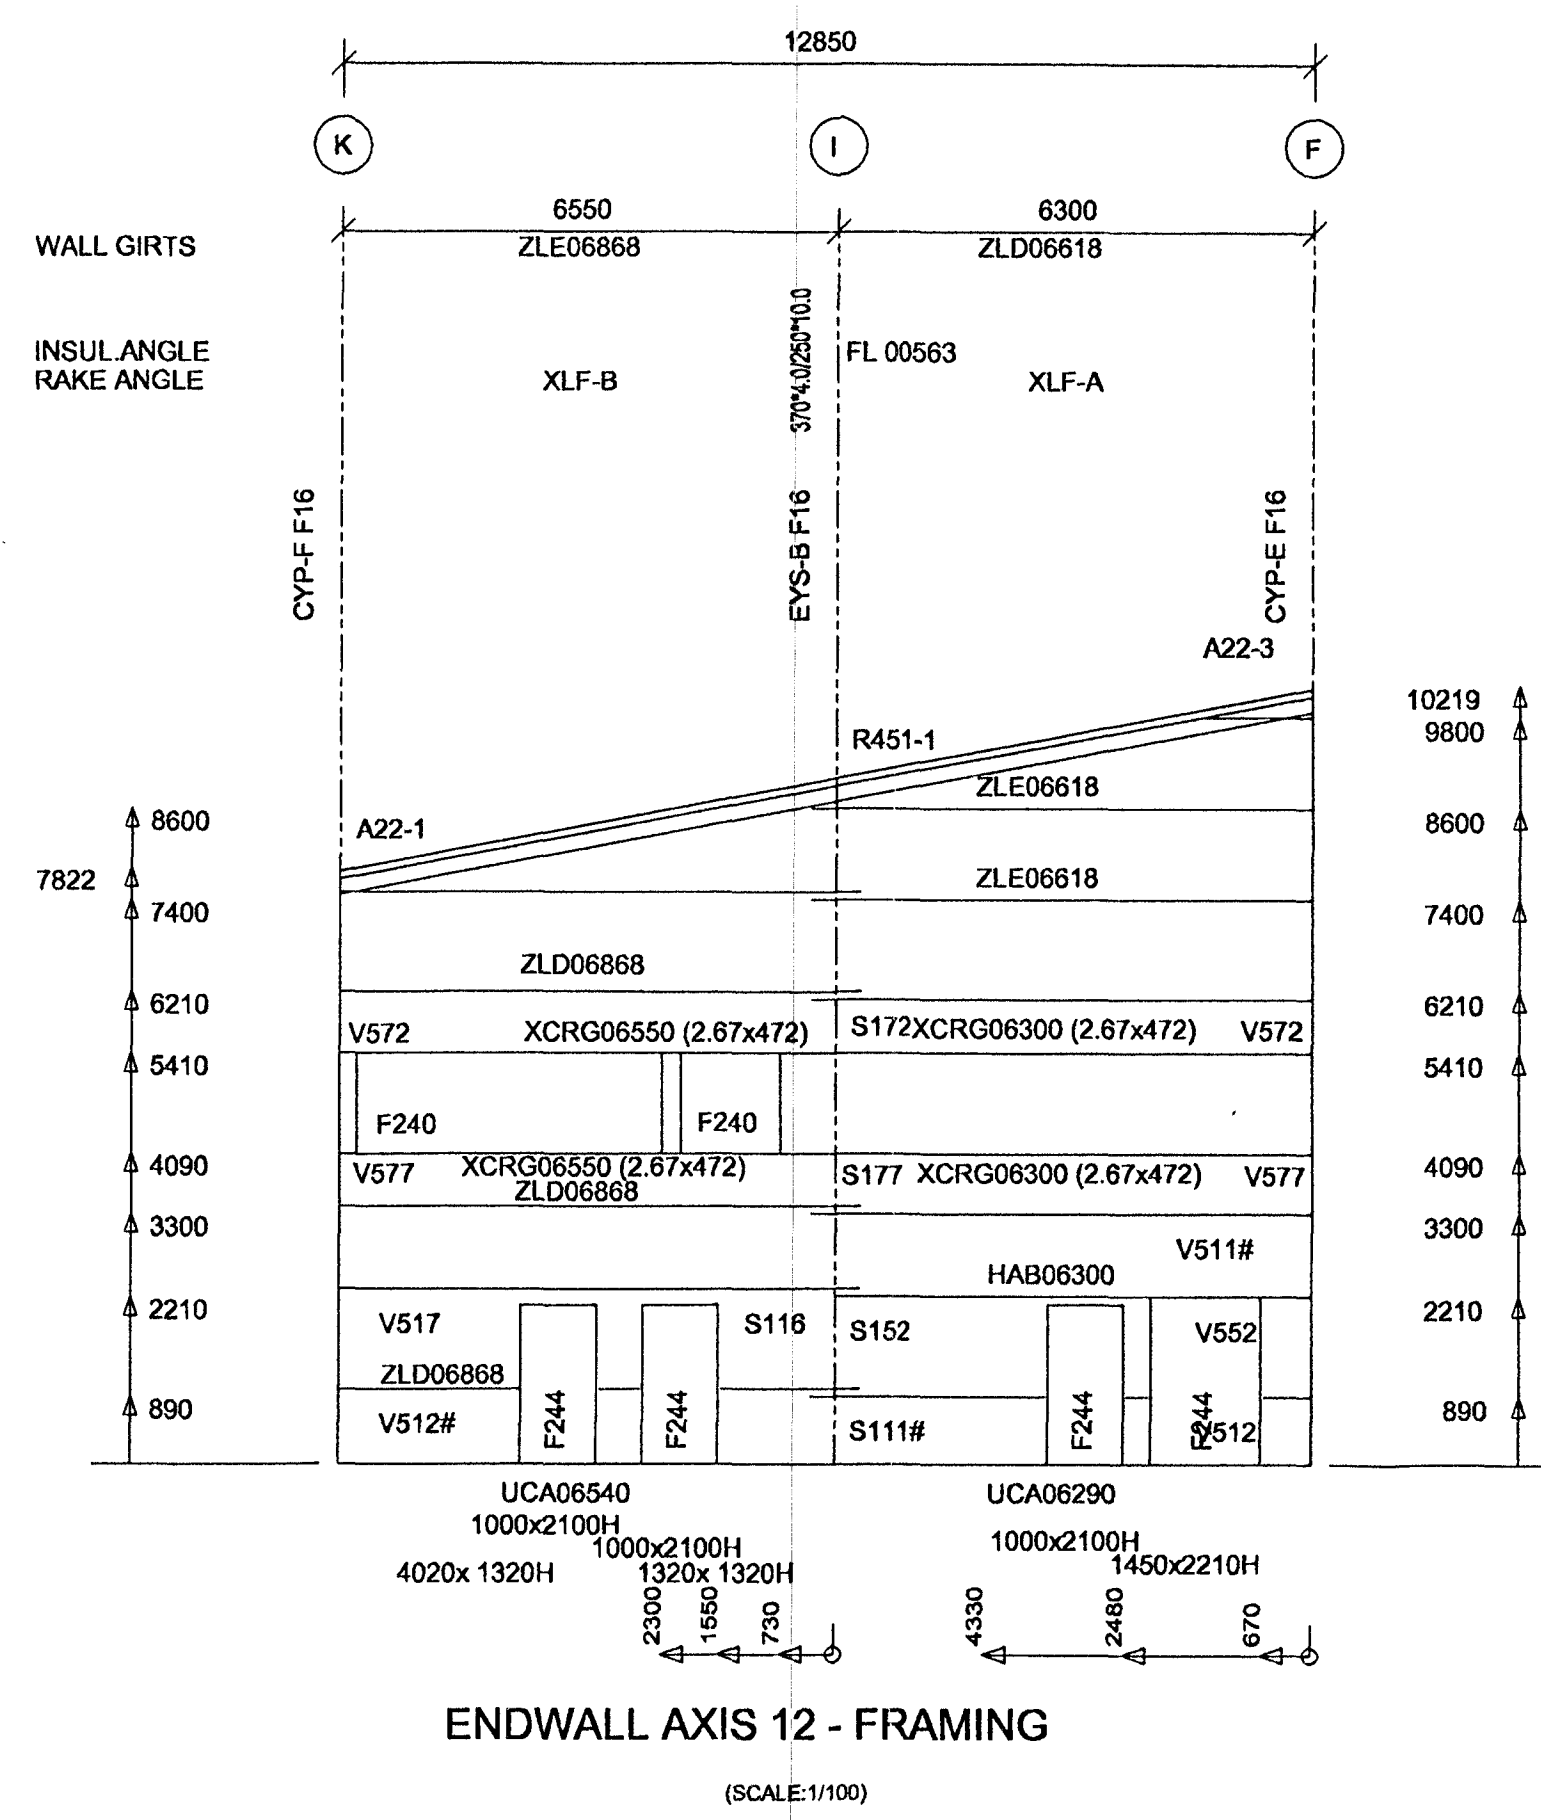 12850
K
I
F
6550
6300
WALL GIRTS
ZLE06868
ZLD06618
370*4.0/250*10.0
INSUL.ANGLE
FL 00563
RAKE ANGLE
XLF-B
XLF-A
CYP-F F16
EYS-B F16
CYP-E F16
A22-3
10219
9800
R451-1
ZLE06618
8600
8600
A22-1
7822
ZLE06618
7400
7400
ZLD06868
6210
6210
V572
XCRG06550 (2.67x472)
S172
XCRG06300 (2.67x472)
V572
5410
5410
F240
F240
4090
4090
V577
XCRG06550 (2.67x472)
S177
XCRG06300 (2.67x472)
V577
ZLD06868
3300
3300
V511#
HAB06300
2210
2210
V517
S116
S152
V552
ZLD06868
890
890
V512#
F244
F244
S111#
F244
F244
V512
UCA06540
UCA06290
1000x2100H
1000x2100H
1000x2100H
4020x 1320H
1320x 1320H
1450x2210H
2300
1550
730
4330
2480
670
ENDWALL AXIS 12 - FRAMING
(SCALE:1/100)